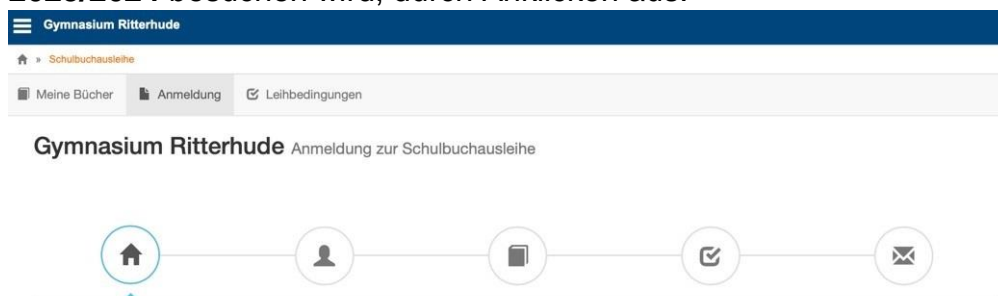 2023/2024 besuchen wird, durch Anklicken aus.
Gymnasium Ritterhude
» Schulbuchausleihe
Meine Bücher Anmeldung Leihbedingungen
Gymnasium Ritterhude Anmeldung zur Schulbuchausleihe